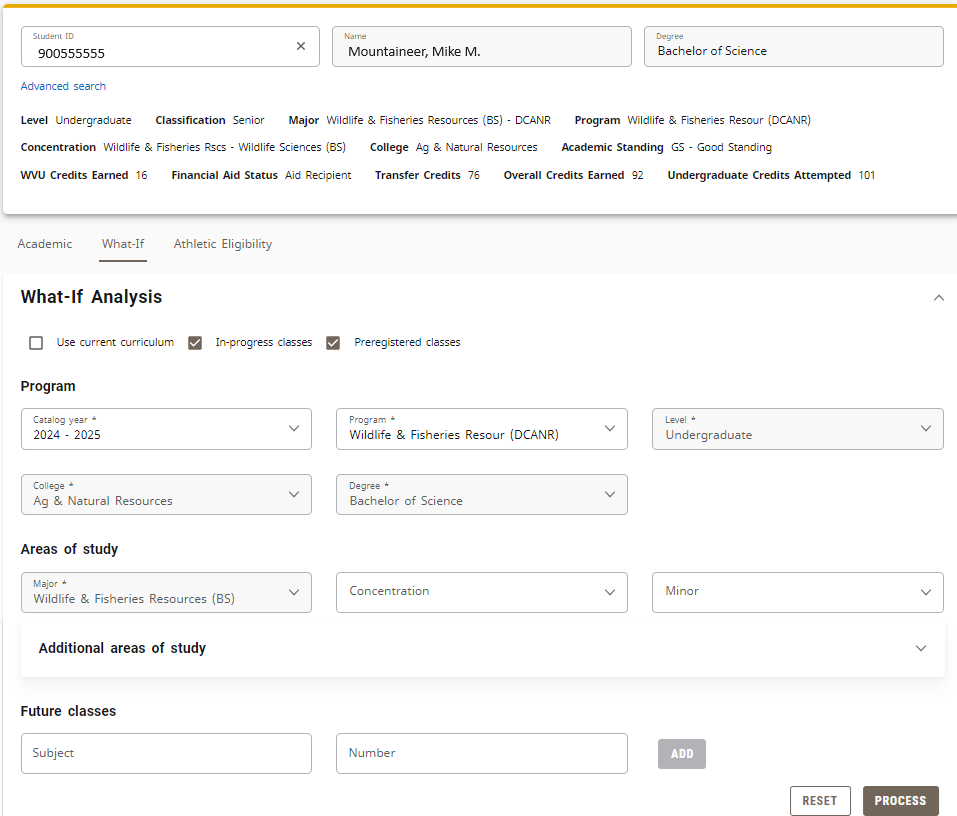 Student ID Name Degree
900555555 Mountaineer, Mike M. Bachelor of Science
Advanced search
Level Undergraduate Classification Senior Major Wildlife & Fisheries Resources (BS) - DCANR Program Wildlife & Fisheries Resour (DCANR)
Concentration Wildlife & Fisheries Rscs - Wildlife Sciences (BS) College Ag & Natural Resources Academic Standing GS - Good Standing
WVU Credits Earned 16 Financial Aid Status Aid Recipient Transfer Credits 76 Overall Credits Earned 92 Undergraduate Credits Attempted 101
Academic What-If Athletic Eligibility
What-If Analysis
Use current curriculum In-progress classes Preregistered classes
Program
Catalog year * Program * Level *
2024 - 2025 Wildlife & Fisheries Resour (DCANR) Undergraduate
College * Degree *
Ag & Natural Resources Bachelor of Science
Areas of study
Major *
Wildlife & Fisheries Resources (BS) Concentration Minor
Additional areas of study
Future classes
Subject Number ADD
RESET PROCESS